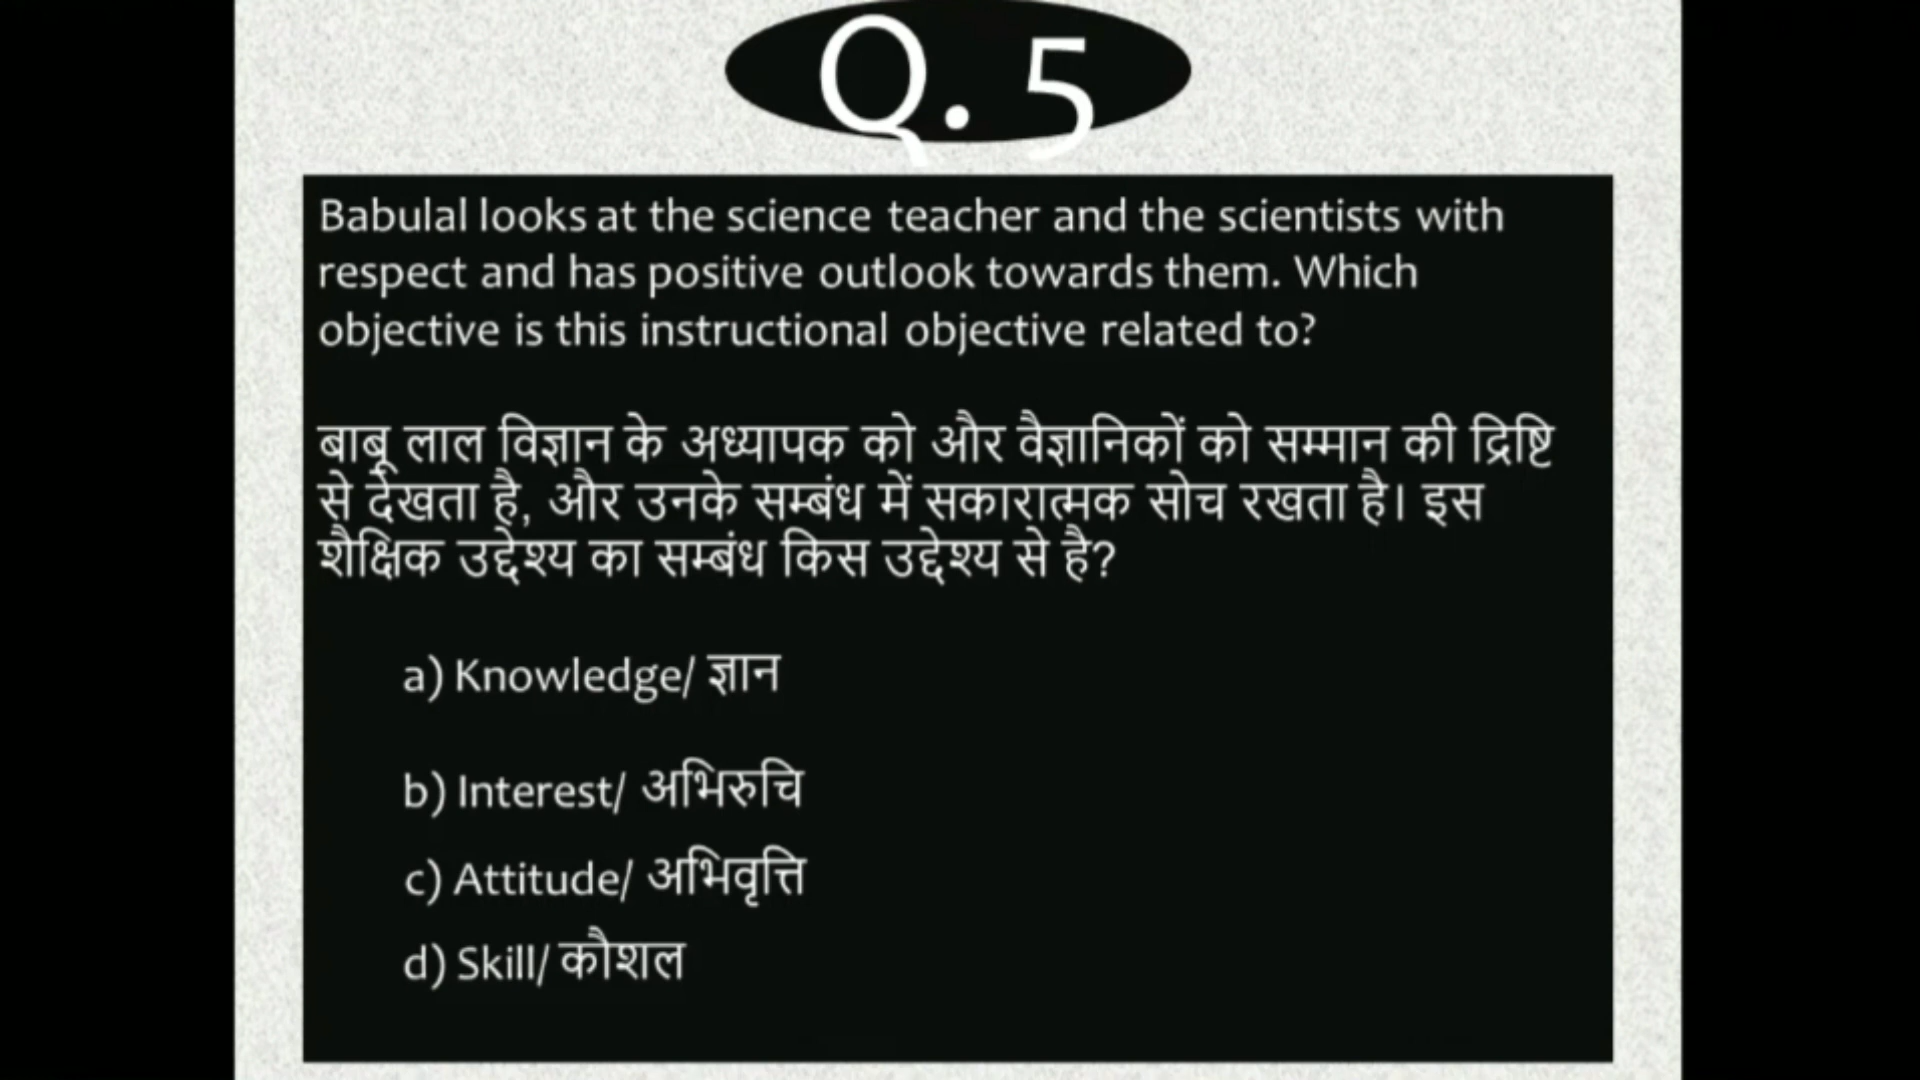 Q. 5
Babulal looks at the science teacher and the scientists with
respect and has positive outlook towards them. Which
objective is this instructional objective related to?
बाबू लाल विज्ञान के अध्यापक को और वैज्ञानिकों को सम्मान की द्रिष्टि
से देखता है, और उनके सम्बंध में सकारात्मक सोच रखता है। इस
शैक्षिक उद्देश्य का सम्बंध किस उद्देश्य से है?
a) Knowledge/ ज्ञान
b) Interest/ अभिरुचि
c) Attitude/ अभिवृत्ति
d) Skill/ कौशल